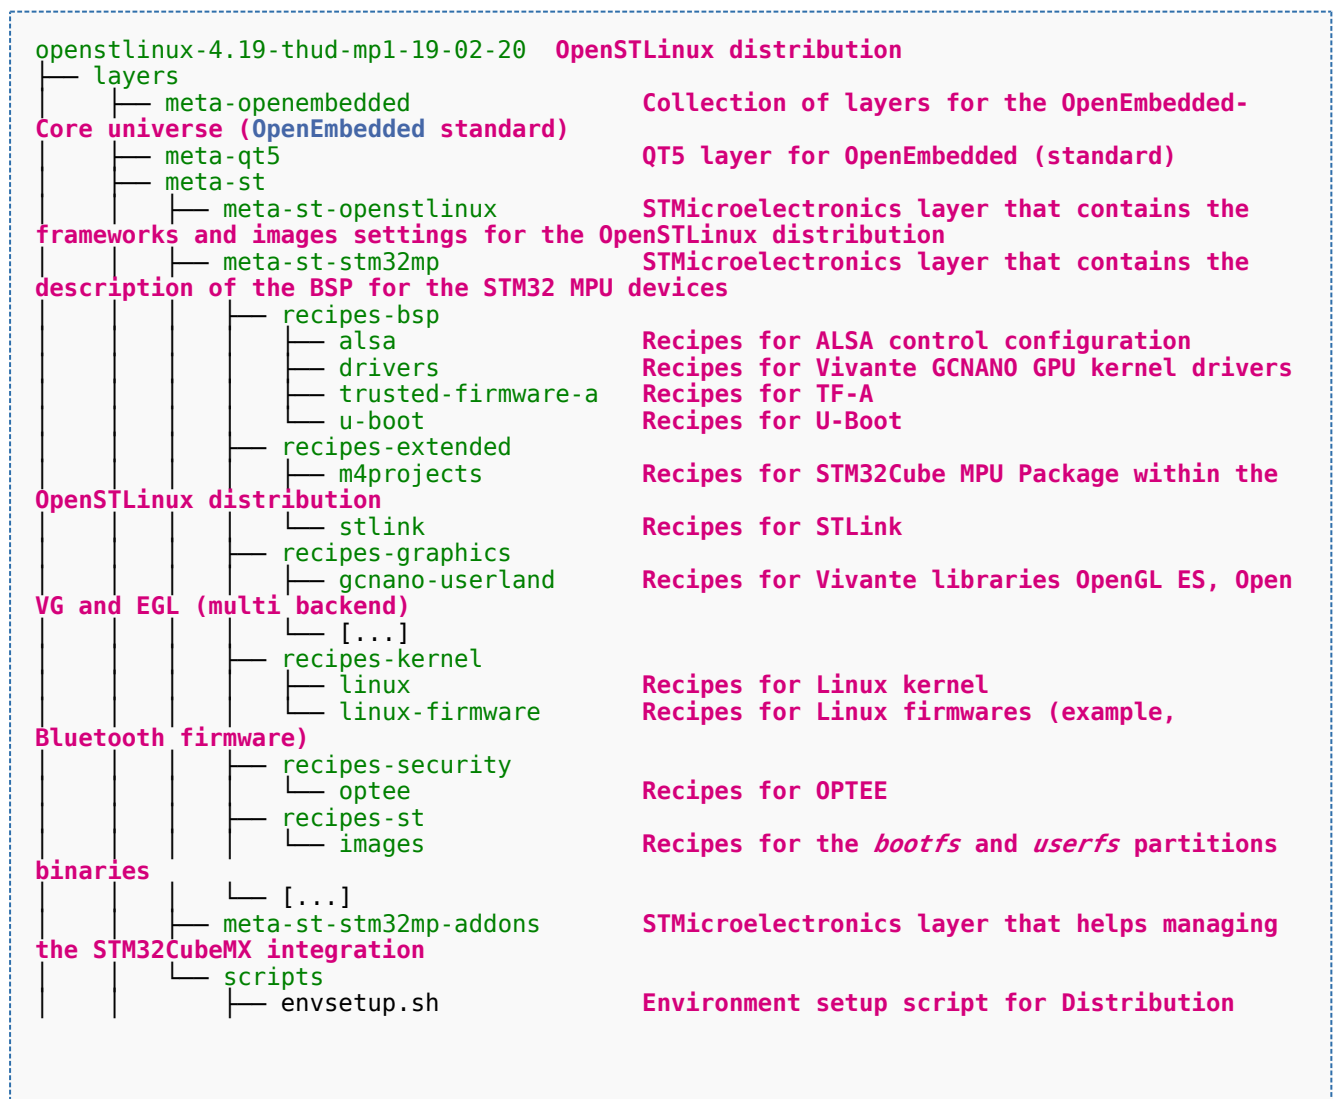 openstlinux-4.19-thud-mp1-19-02-20  OpenSTLinux distribution
├── layers
│    ├── meta-openembedded                Collection of layers for the OpenEmbedded-
Core universe (OpenEmbedded standard)
│    ├── meta-qt5                         QT5 layer for OpenEmbedded (standard)
│    ├── meta-st
│    │   ├── meta-st-openstlinux          STMicroelectronics layer that contains the
frameworks and images settings for the OpenSTLinux distribution
│    │   ├── meta-st-stm32mp              STMicroelectronics layer that contains the
description of the BSP for the STM32 MPU devices
│    │   │   ├── recipes-bsp
│    │   │   │   ├── alsa                 Recipes for ALSA control configuration
│    │   │   │   ├── drivers              Recipes for Vivante GCNANO GPU kernel drivers
│    │   │   │   ├── trusted-firmware-a   Recipes for TF-A
│    │   │   │   └── u-boot               Recipes for U-Boot
│    │   │   ├── recipes-extended
│    │   │   │   ├── m4projects           Recipes for STM32Cube MPU Package within the
OpenSTLinux distribution
│    │   │   │   └── stlink               Recipes for STLink
│    │   │   ├── recipes-graphics
│    │   │   │   ├── gcnano-userland      Recipes for Vivante libraries OpenGL ES, Open
VG and EGL (multi backend)
│    │   │   │   └── [...]
│    │   │   ├── recipes-kernel
│    │   │   │   ├── linux                Recipes for Linux kernel
│    │   │   │   └── linux-firmware       Recipes for Linux firmwares (example,
Bluetooth firmware)
│    │   │   ├── recipes-security
│    │   │   │   └── optee                Recipes for OPTEE
│    │   │   ├── recipes-st
│    │   │   │   └── images               Recipes for the bootfs and userfs partitions
binaries
│    │   │   └── [...]
│    │   ├── meta-st-stm32mp-addons       STMicroelectronics layer that helps managing
the STM32CubeMX integration
│    │   └── scripts
│    │       ├── envsetup.sh              Environment setup script for Distribution